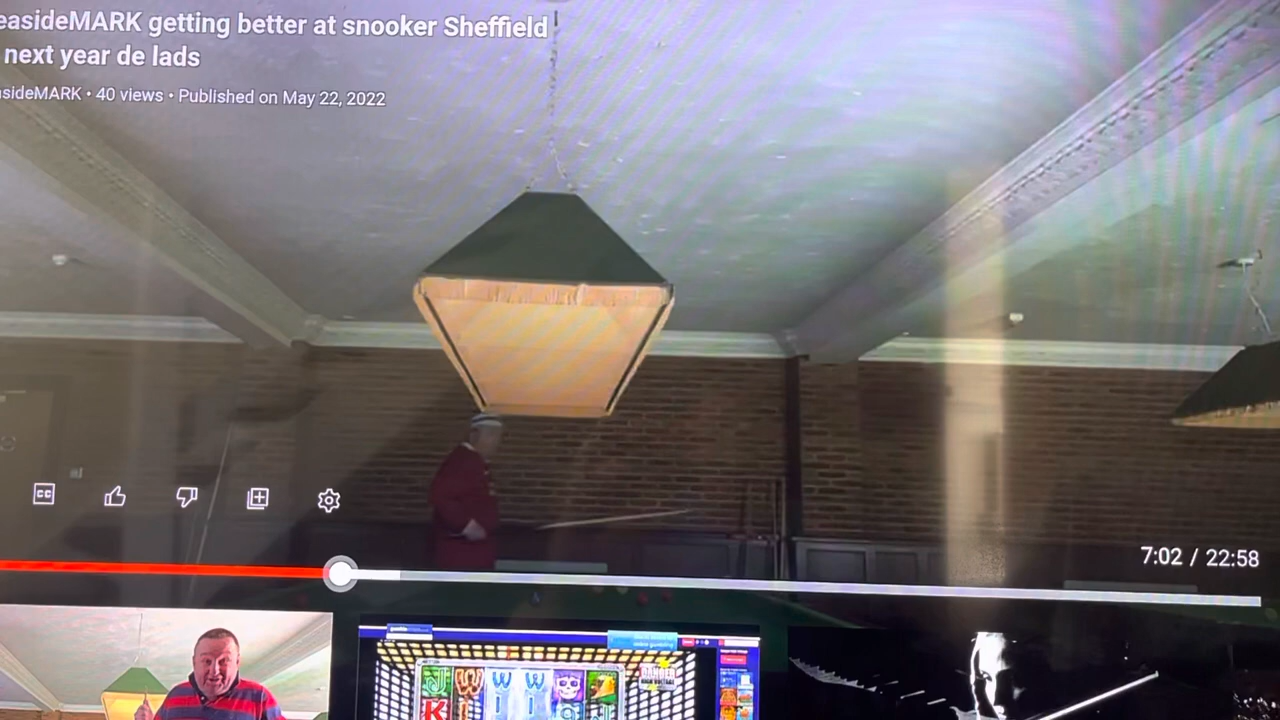 easideMARK getting better at snooker Sheffield
next year de lads
asideMARK • 40 views • Published on May 22, 2022
CC
7:02 / 22:58